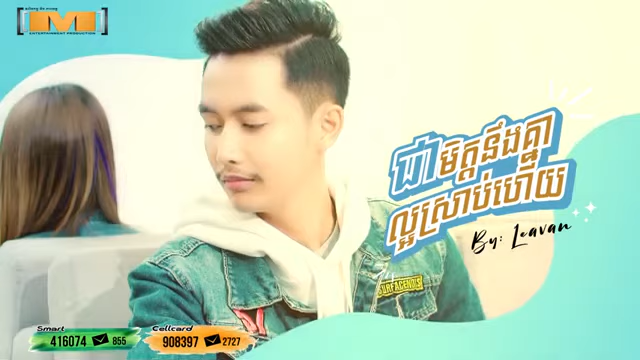 M
ENTERTAINMENT PRODUCTION
ជាមិត្តនឹងគ្នា
ល្អស្រាប់ហើយ
By: Leavan
SURFACENDS
Smart
416074 855
Cellcard
908397 2727